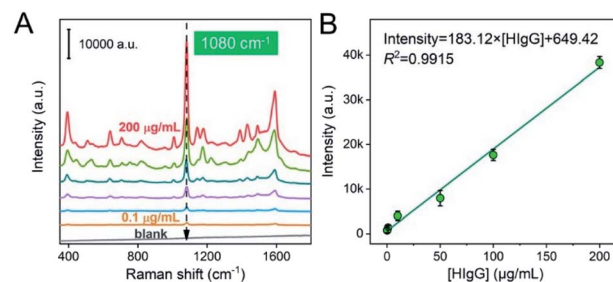 A
10000 a.u.
1080 cm⁻¹
200 μg/mL
0.1 μg/mL
blank
Intensity (a.u.)
400
800
1200
1600
Raman shift (cm⁻¹)
B
Intensity=183.12×[HIgG]+649.42
R²=0.9915
40k
30k
20k
10k
0
Intensity (a.u.)
0
50
100
150
200
[HIgG] (μg/mL)